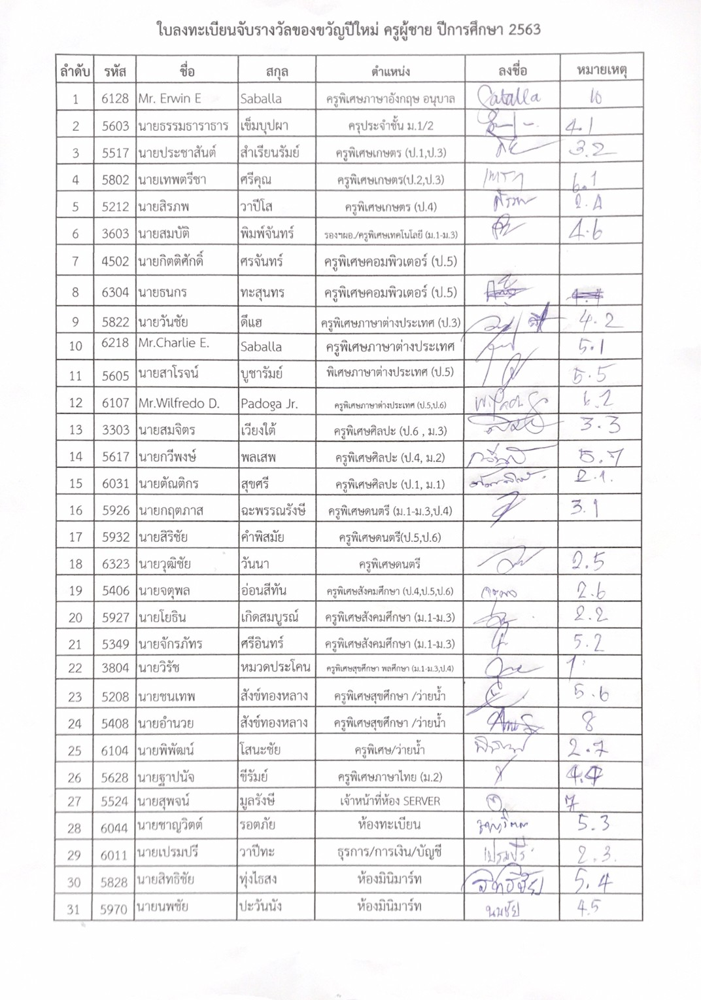 ใบลงทะเบียนจับรางวัลของขวัญปีใหม่ ครูผู้ชาย ปีการศึกษา 2563
ลำดับ รหัส ชื่อ สกุล ตำแหน่ง ลงชื่อ หมายเหตุ
1 6128 Mr. Erwin E Saballa ครูพิเศษภาษาอังกฤษ อนุบาล Saballa 10
2 5603 นายธรรมธาราธาร เข็มบุปผา ครุประจำชั้น ม.1/2 4.1
3 5517 นายประชาสันต์ สำเรียนรัมย์ ครูพิเศษเกษตร (ป.1,ป.3) 3.2
4 5802 นายเทพตรีชา ศรีคุณ ครูพิเศษเกษตร(ป.2,ป.3) 6.1
5 5212 นายสิรภพ วาปีโส ครูพิเศษเกษตร (ป.4) 2.4
6 3603 นายสมบัติ พิมพ์จันทร์ รองฯผอ./ครูพิเศษเทคโนโลยี (ม.1-ม.3) 4.6
7 4502 นายกิตติศักดิ์ ศรจันทร์ ครูพิเศษคอมพิวเตอร์ (ป.5)
8 6304 นายธนกร ทะสุนทร ครูพิเศษคอมพิวเตอร์ (ป.5)
9 5822 นายวันชัย ดีแฮ ครูพิเศษภาษาต่างประเทศ (ป.3) 4.2
10 6218 Mr.Charlie E. Saballa ครูพิเศษภาษาต่างประเทศ 5.1
11 5605 นายสาโรจน์ บูชารัมย์ พิเศษภาษาต่างประเทศ (ป.5) 5.5
12 6107 Mr.Wilfredo D. Padoga Jr. ครูพิเศษภาษาต่างประเทศ (ป.5,ป.6) 6.2
13 3303 นายสมจิตร เวียงใต้ ครูพิเศษศิลปะ (ป.6 , ม.3) 3.3
14 5617 นายกวีพงษ์ พลเสพ ครูพิเศษศิลปะ (ป.4, ม.2) 5.7
15 6031 นายตัณติกร สุขศรี ครูพิเศษศิลปะ (ป.1, ม.1) 2.1.
16 5926 นายกฤตภาส ฉะพรรณรังษี ครูพิเศษดนตรี (ม.1-ม.3,ป.4) 3.1
17 5932 นายสิริชัย คำพิสมัย ครูพิเศษดนตรี(ป.5,ป.6)
18 6323 นายวุฒิชัย วันนา ครูพิเศษดนตรี 2.5
19 5406 นายจตุพล อ่อนสีทัน ครูพิเศษสังคมศึกษา (ป.4,ป.5,ป.6) จตุพล 2.6
20 5927 นายโยธิน เกิดสมบูรณ์ ครูพิเศษสังคมศึกษา (ม.1-ม.3) 2.2
21 5349 นายจักรภัทร ศรีอินทร์ ครูพิเศษสังคมศึกษา (ม.1-ม.3) 5.2
22 3804 นายวิรัช หมวดประโคน ครูพิเศษสุขศึกษา พลศึกษา (ม.1-ม.3,ป.4) 1
23 5208 นายชนเทพ สังข์ทองหลาง ครูพิเศษสุขศึกษา /ว่ายน้ำ 5.6
24 5408 นายอำนวย สังข์ทองหลาง ครูพิเศษสุขศึกษา /ว่ายน้ำ 8
25 6104 นายพิพัฒน์ โสนะชัย ครูพิเศษ/ว่ายน้ำ 2.7
26 5628 นายฐาปนัจ ขีรัมย์ ครูพิเศษภาษาไทย (ม.2) 4.4
27 5524 นายสุพจน์ มูลรังษี เจ้าหน้าที่ห้อง SERVER 7
28 6044 นายชาญวิตต์ รอตภัย ห้องทะเบียน ชาญวิตต์ 5.3
29 6011 นายเปรมปรี วาปีทะ ธุรการ/การเงิน/บัญชี เปรมปรี 2.3.
30 5828 นายสิทธิชัย ทุ่งไธสง ห้องมินิมาร์ท สิทธิชัย 5.4
31 5970 นายนพชัย ปะวันนัง ห้องมินิมาร์ท นพชัย 4.5